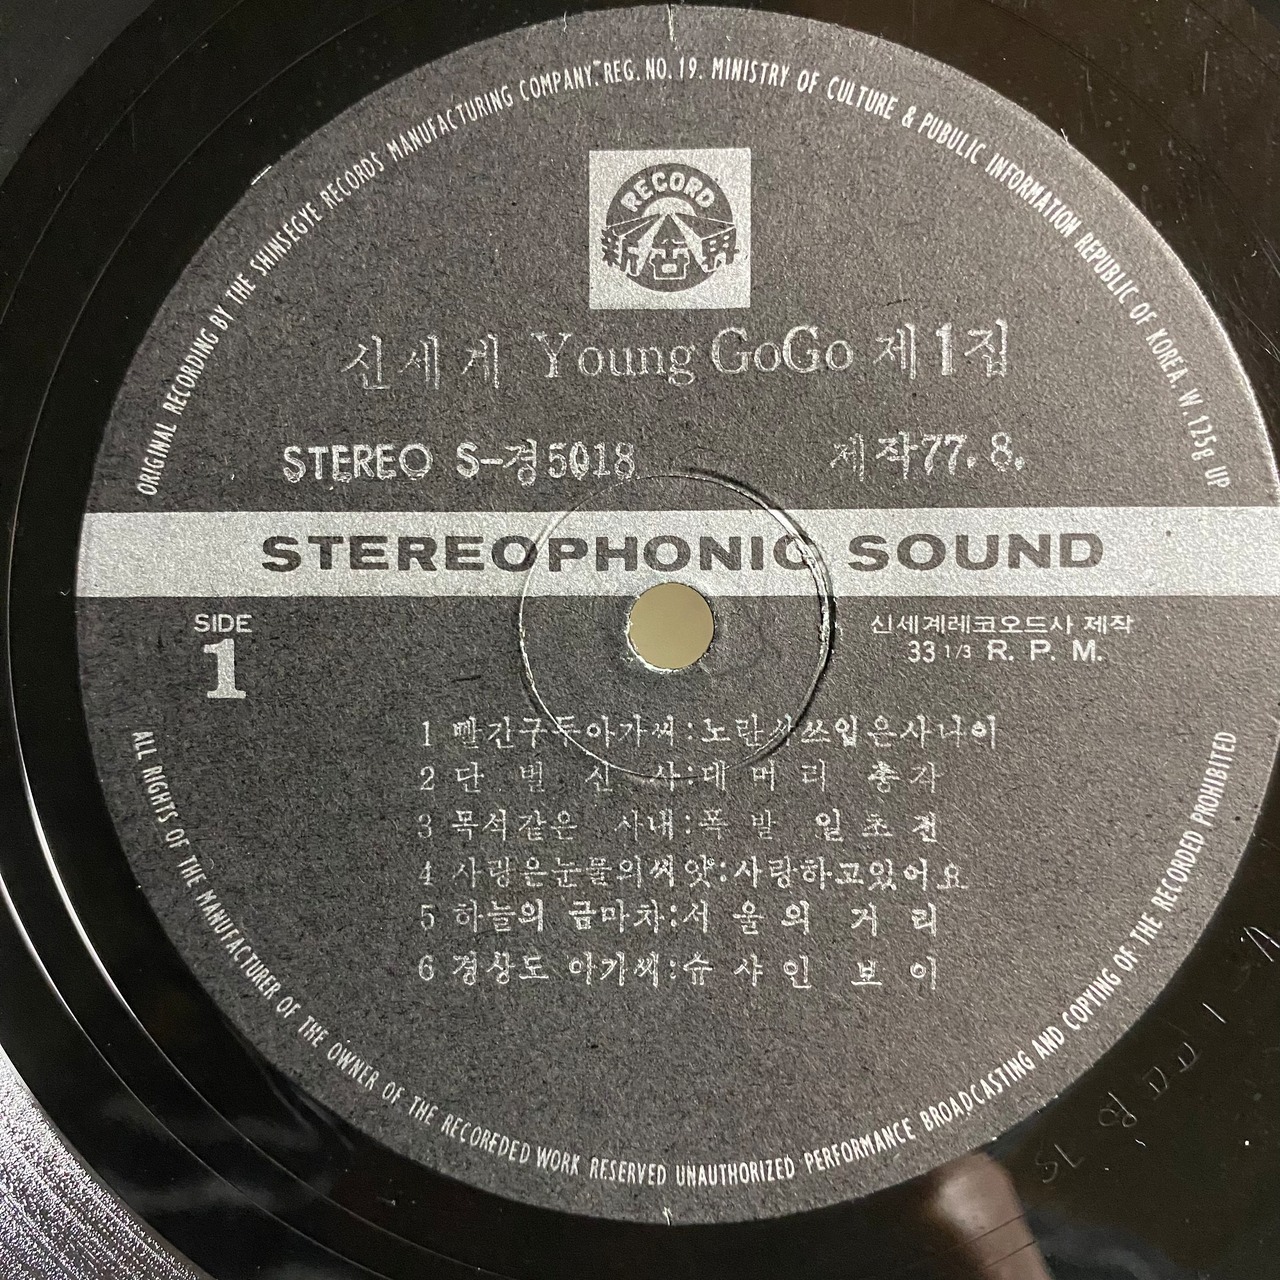 ORIGINAL RECORDING BY THE SHINSEGYE RECORDS MANUFACTURING COMPANY. REG. NO. 19. MINISTRY OF CULTURE & PUBULIC INFORMATION REPUBLIC OF KOREA. W. 125g UP
RECORD
新世界
신세계 Young GoGo 제1집
STEREO S-경5018 제작77. 8.
STEREOPHONIC SOUND
SIDE
1
신세계레코오드사 제작
33 1/3 R. P. M.
1 빨간구두아가씨:노란샤쓰입은사나이
2 단벌신사:대머리총각
3 목석같은 사내:폭발 일초전
4 사랑은눈물의씨앗:사랑하고있어요
5 하늘의 금마차:서울의 거리
6 경상도 아가씨:슈샤인 보이
ALL RIGHTS OF THE MANUFACTURER OF THE OWNER OF THE RECOREDED WORK RESERVED UNAUTHORIZED PERFORMANCE BROADCASTING AND COPYING OF THE RECORDED PROHIBITED